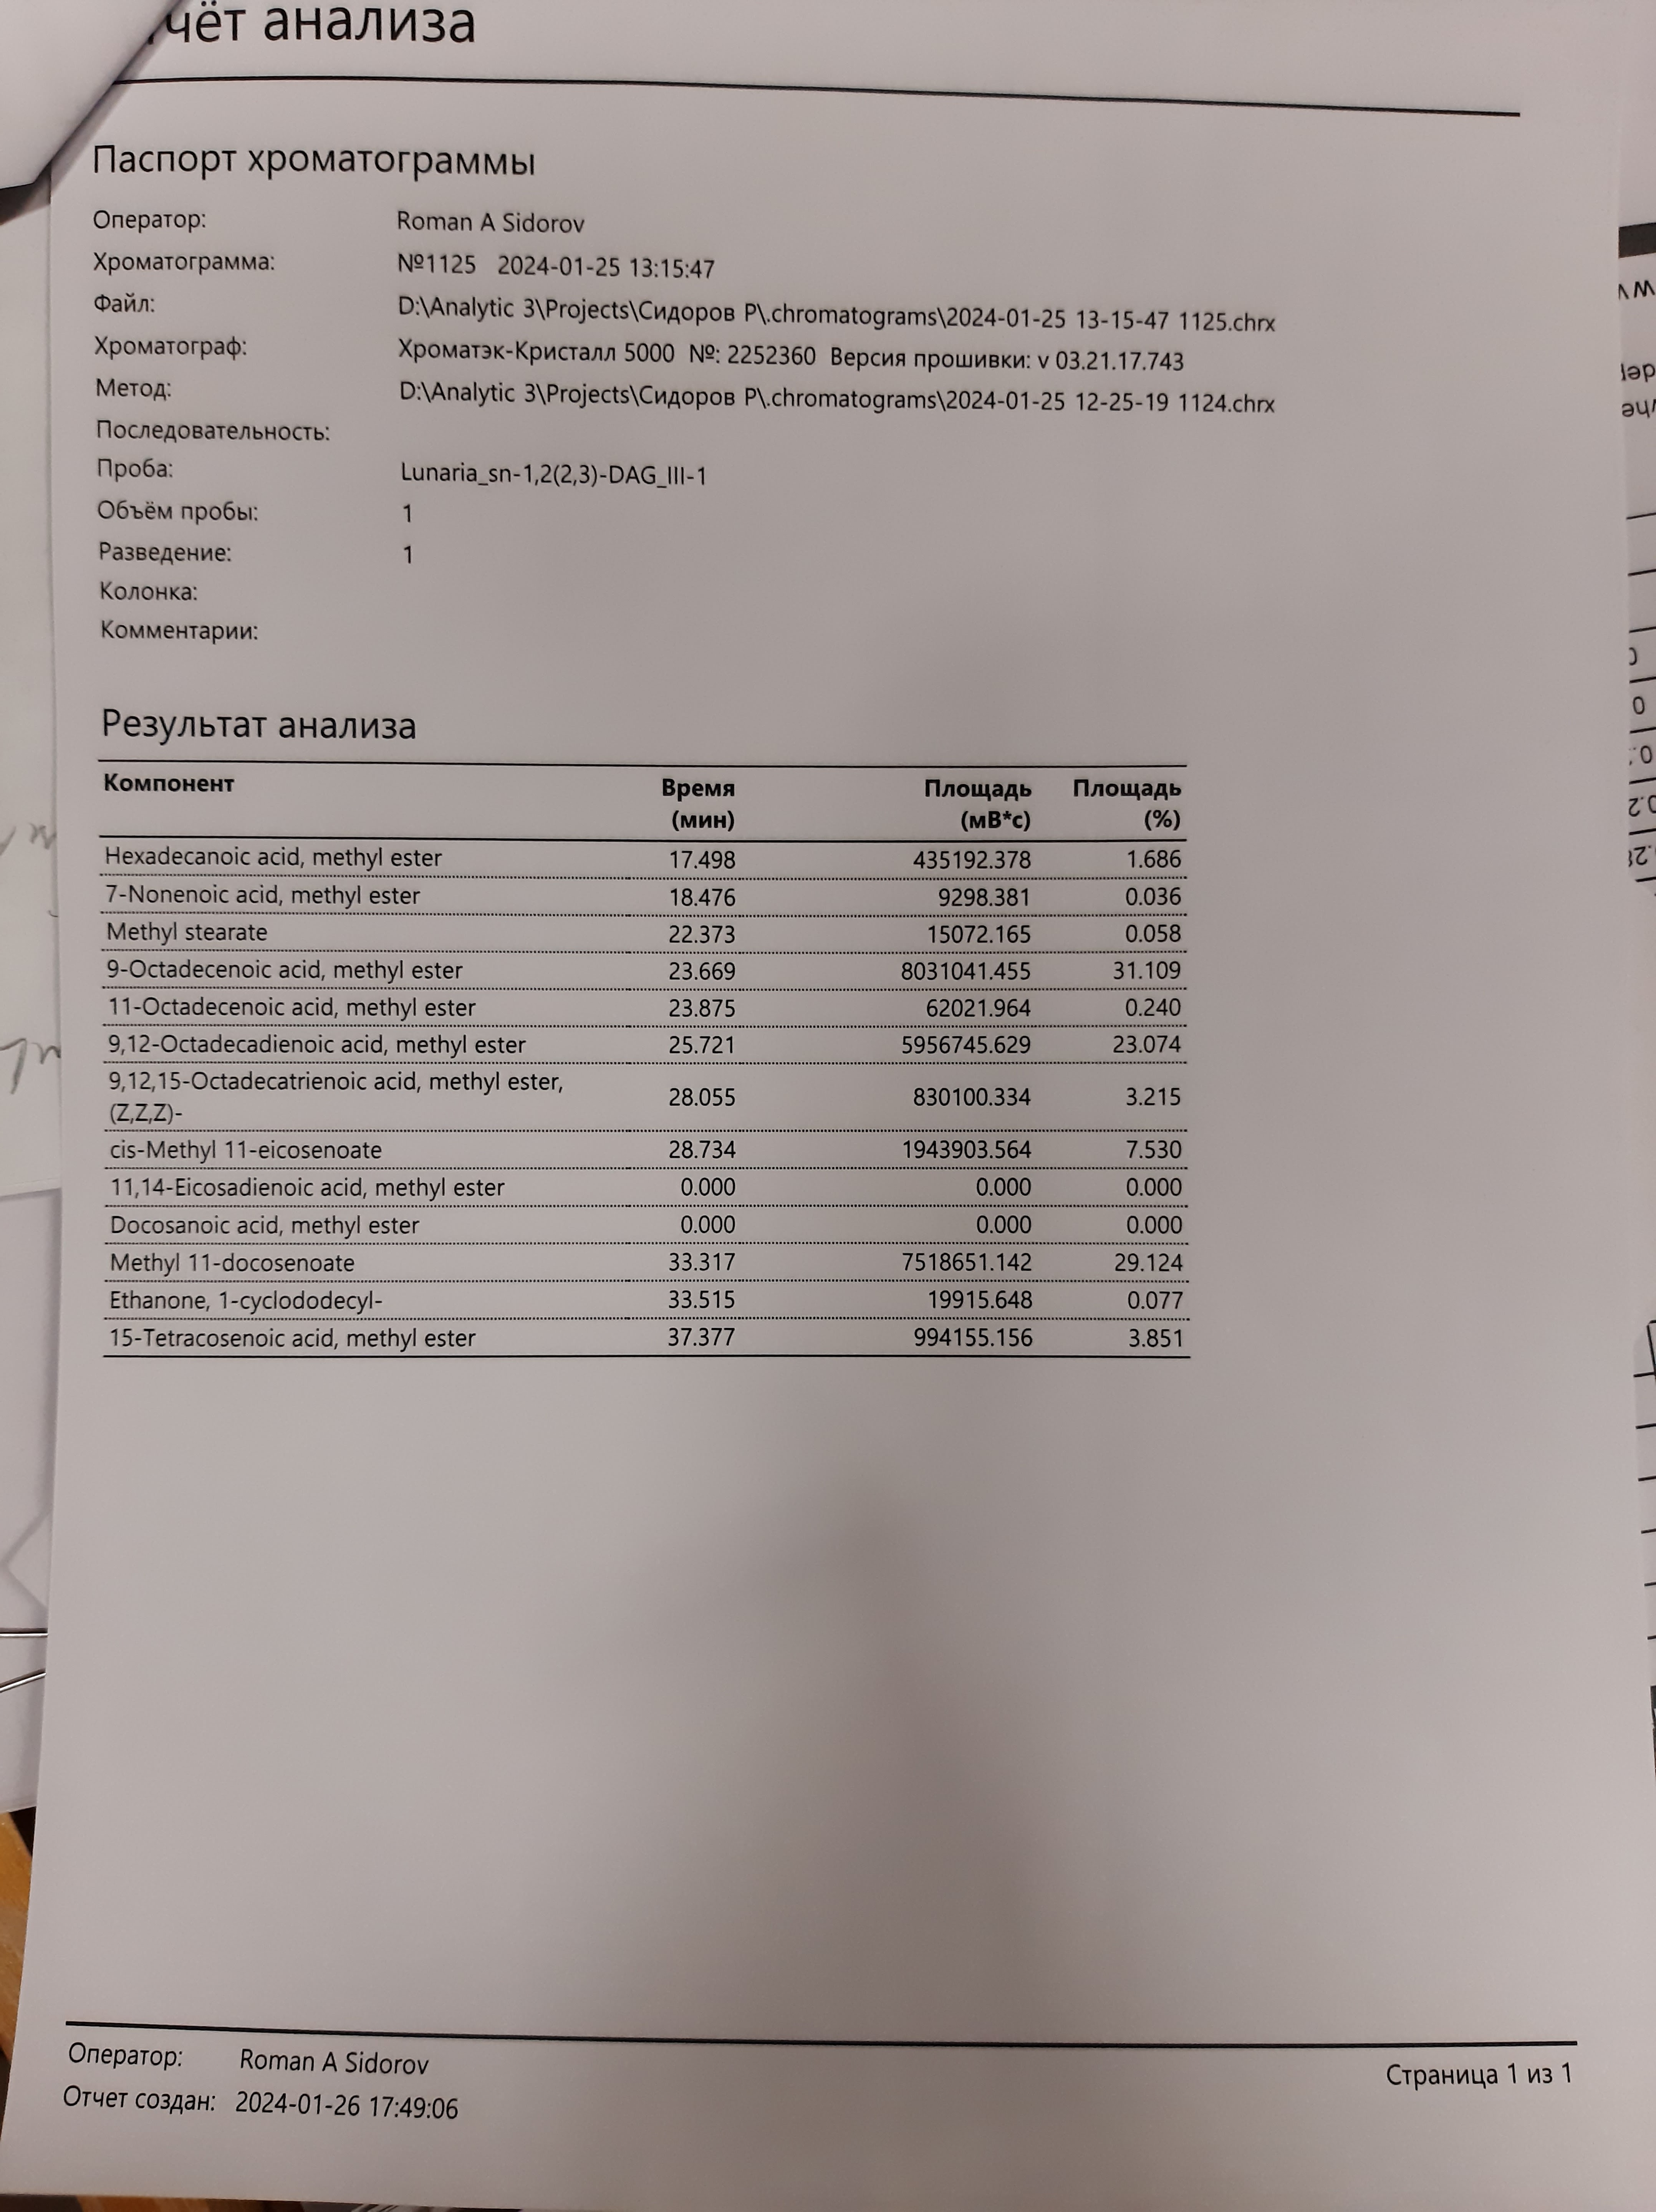 чёт анализа
Паспорт хроматограммы
Оператор: Roman A Sidorov
Хроматограмма: №1125 2024-01-25 13:15:47
Файл: D:\Analytic 3\Projects\Сидоров Р\.chromatograms\2024-01-25 13-15-47 1125.chrx
Хроматограф: Хроматэк-Кристалл 5000 №: 2252360 Версия прошивки: v 03.21.17.743
Метод: D:\Analytic 3\Projects\Сидоров Р\.chromatograms\2024-01-25 12-25-19 1124.chrx
Последовательность:
Проба: Lunaria_sn-1,2(2,3)-DAG_III-1
Объём пробы: 1
Разведение: 1
Колонка:
Комментарии:
Результат анализа
Компонент Время Площадь Площадь
(мин) (мВ*с) (%)
Hexadecanoic acid, methyl ester 17.498 435192.378 1.686
7-Nonenoic acid, methyl ester 18.476 9298.381 0.036
Methyl stearate 22.373 15072.165 0.058
9-Octadecenoic acid, methyl ester 23.669 8031041.455 31.109
11-Octadecenoic acid, methyl ester 23.875 62021.964 0.240
9,12-Octadecadienoic acid, methyl ester 25.721 5956745.629 23.074
9,12,15-Octadecatrienoic acid, methyl ester,
(Z,Z,Z)- 28.055 830100.334 3.215
cis-Methyl 11-eicosenoate 28.734 1943903.564 7.530
11,14-Eicosadienoic acid, methyl ester 0.000 0.000 0.000
Docosanoic acid, methyl ester 0.000 0.000 0.000
Methyl 11-docosenoate 33.317 7518651.142 29.124
Ethanone, 1-cyclododecyl- 33.515 19915.648 0.077
15-Tetracosenoic acid, methyl ester 37.377 994155.156 3.851
Оператор: Roman A Sidorov
Страница 1 из 1
Отчет создан: 2024-01-26 17:49:06